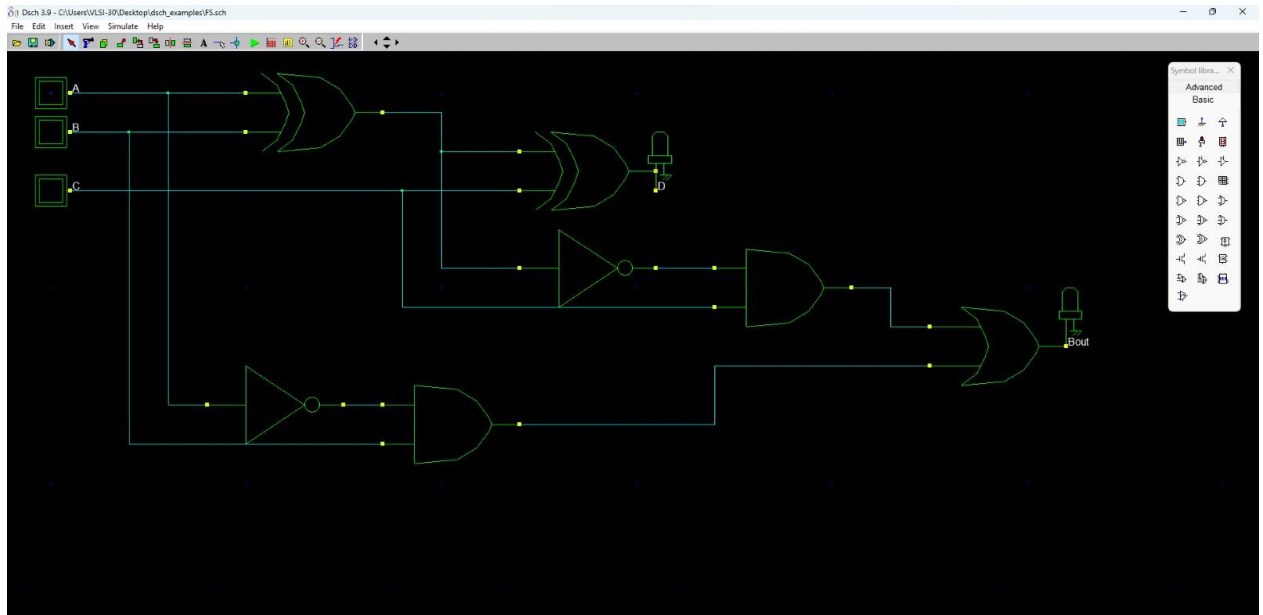 Dsch 3.9 - C:\Users\VLSI-30\Desktop\dsch_examples\FS.sch
File Edit Insert View Simulate Help
A
Symbol libra...
Advanced
Basic
A
B
C
D
Bout